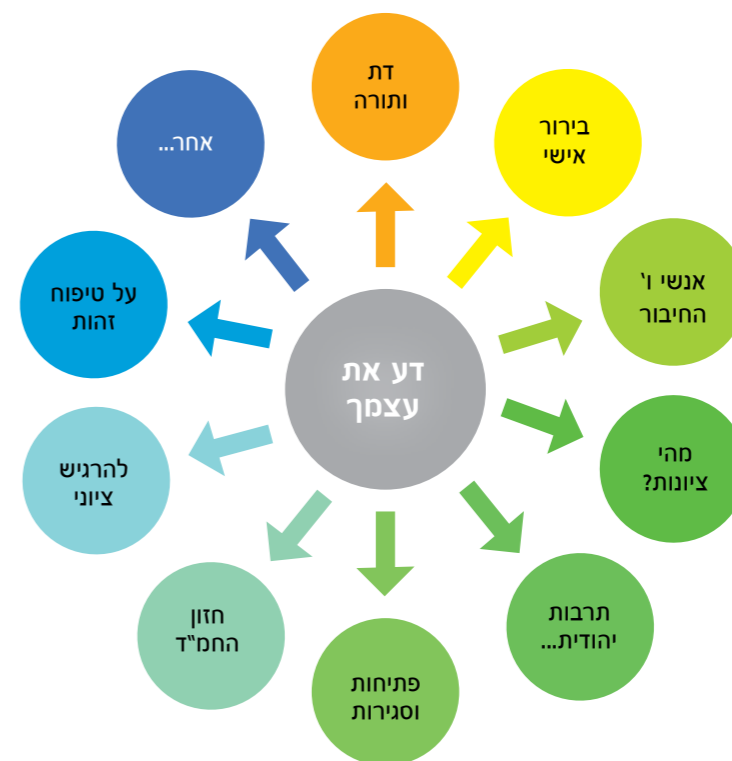 דע את
עצמך
דת
ותורה
בירור
אישי
אנשי ו'
החיבור
מהי
ציונות?
תרבות
יהודית...
פתיחות
וסגירות
חזון
החמ"ד
להרגיש
ציוני
על טיפוח
זהות
אחר...